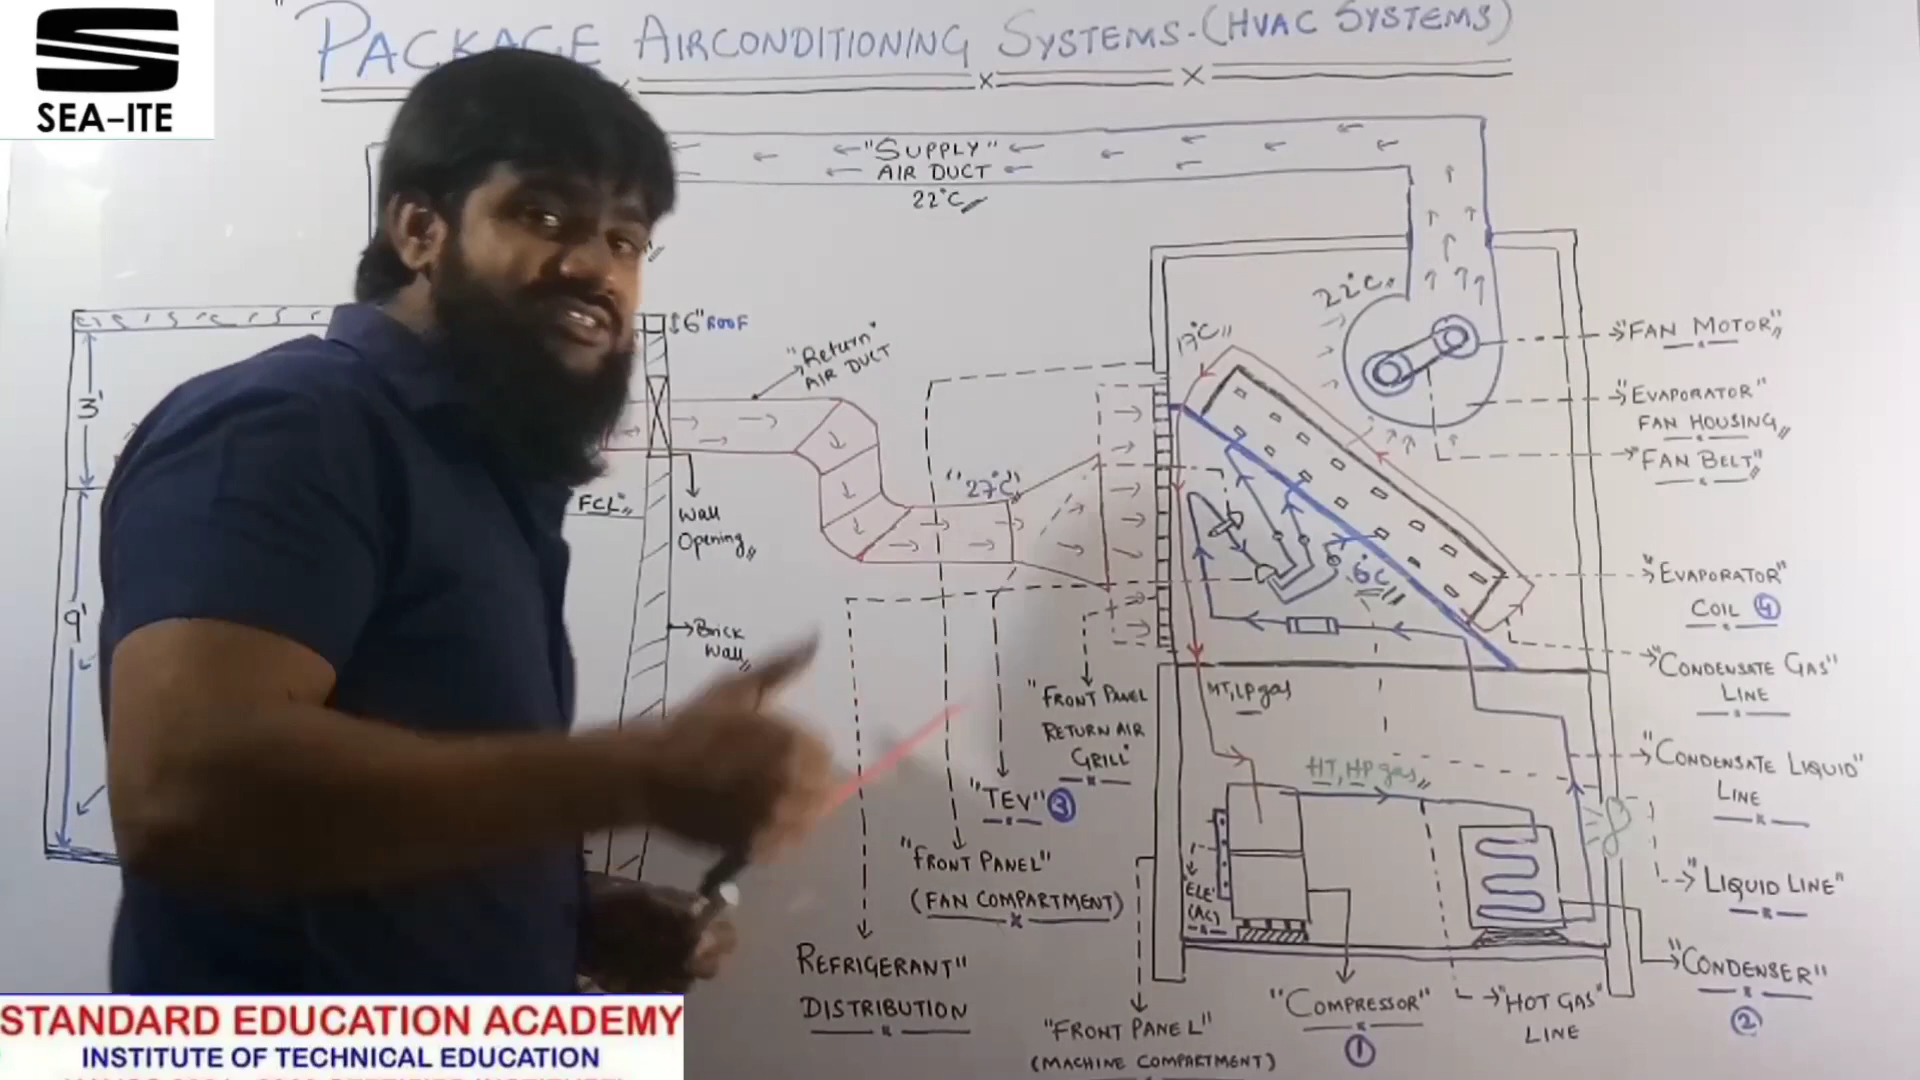 SEA-ITE
"PACKAGE AIRCONDITIONING SYSTEMS-(HVAC SYSTEMS)
"SUPPLY"
AIR DUCT
22°C
6" ROOF
"Return"
AIR DUCT
3'
9'
"FCL"
Wall
Opening
Brick
Wall
"27°C"
17°C
22°C
.6°C
"FAN MOTOR"
"EVAPORATOR"
FAN HOUSING
"FAN BELT"
"EVAPORATOR"
COIL 4
"CONDENSATE GAS"
LINE
"CONDENSATE LIQUID"
LINE
"LIQUID LINE"
"CONDENSER"
2
HT, HP gas
MT, LP gas
"FRONT PANEL
RETURN AIR
GRILL"
"TEV" 3
"FRONT PANEL"
(FAN COMPARTMENT)
REFRIGERANT"
DISTRIBUTION
"FRONT PANEL"
(MACHINE COMPARTMENT)
ELE'
(AC)
"COMPRESSOR"
1
"HOT GAS"
LINE
STANDARD EDUCATION ACADEMY
INSTITUTE OF TECHNICAL EDUCATION